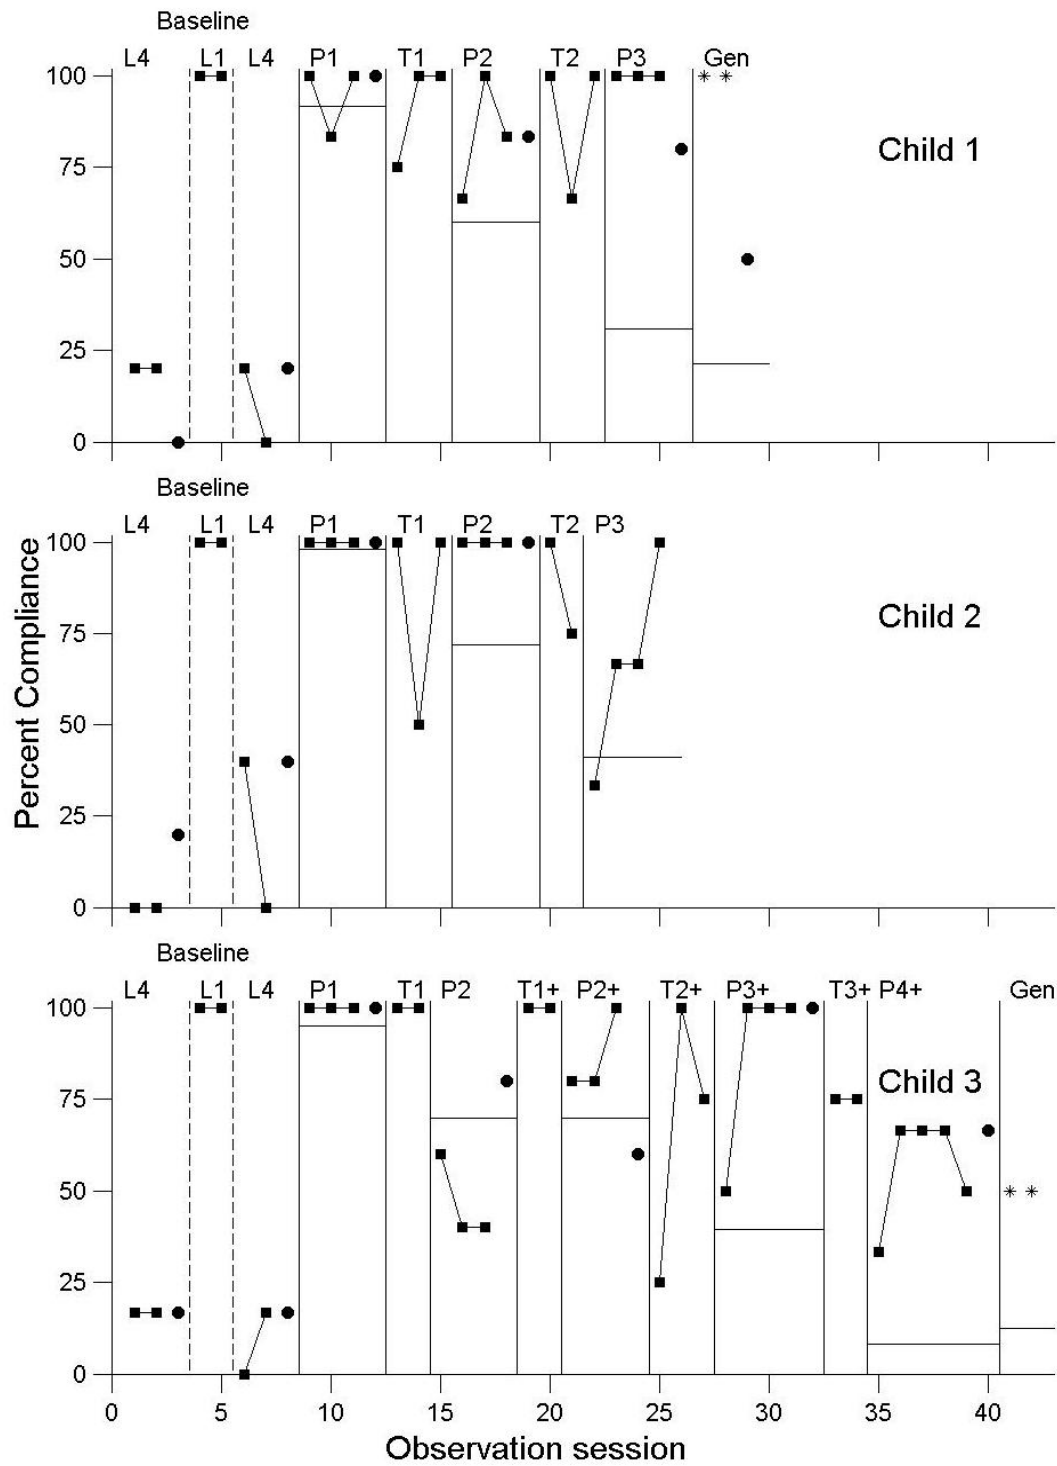 Baseline
L4 L1 L4 P1 T1 P2 T2 P3 Gen
100
Child 1
75
50
25
0
Baseline
L4 L1 L4 P1 T1 P2 T2 P3
100
Child 2
75
50
25
0
Percent Compliance
Baseline
L4 L1 L4 P1 T1 P2 T1+ P2+ T2+ P3+ T3+ P4+ Gen
100
Child 3
75
50
25
0
0 5 10 15 20 25 30 35 40
Observation session